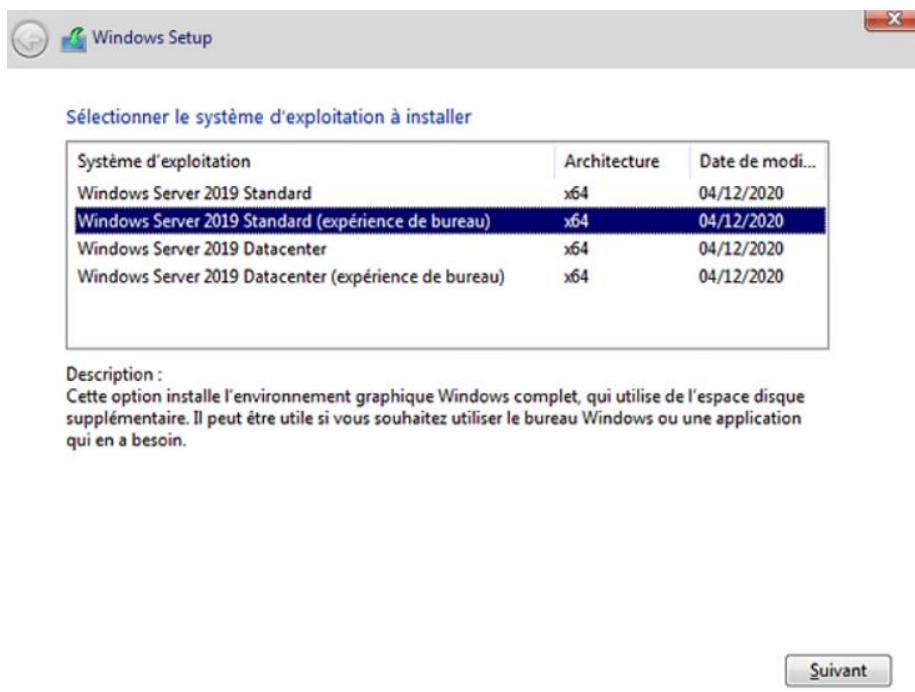 Windows Setup
Sélectionner le système d'exploitation à installer
Système d'exploitation Architecture Date de modi...
Windows Server 2019 Standard x64 04/12/2020
Windows Server 2019 Standard (expérience de bureau) x64 04/12/2020
Windows Server 2019 Datacenter x64 04/12/2020
Windows Server 2019 Datacenter (expérience de bureau) x64 04/12/2020
Description :
Cette option installe l'environnement graphique Windows complet, qui utilise de l'espace disque
supplémentaire. Il peut être utile si vous souhaitez utiliser le bureau Windows ou une application
qui en a besoin.
Suivant